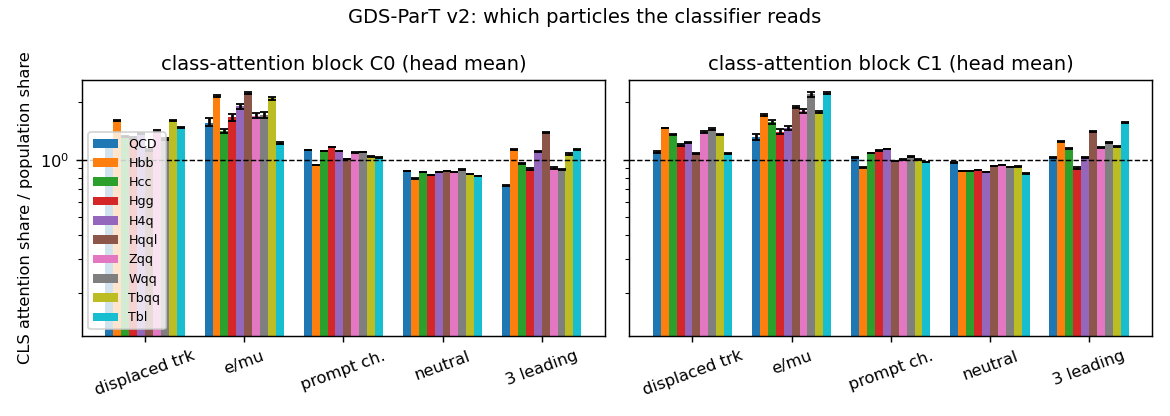 GDS-ParT v2: which particles the classifier reads
class-attention block C0 (head mean)
class-attention block C1 (head mean)
CLS attention share / population share
10⁰
QCD
Hbb
Hcc
Hgg
H4q
Hqql
Zqq
Wqq
Tbqq
Tbl
displaced trk
e/mu
prompt ch.
neutral
3 leading
displaced trk
e/mu
prompt ch.
neutral
3 leading